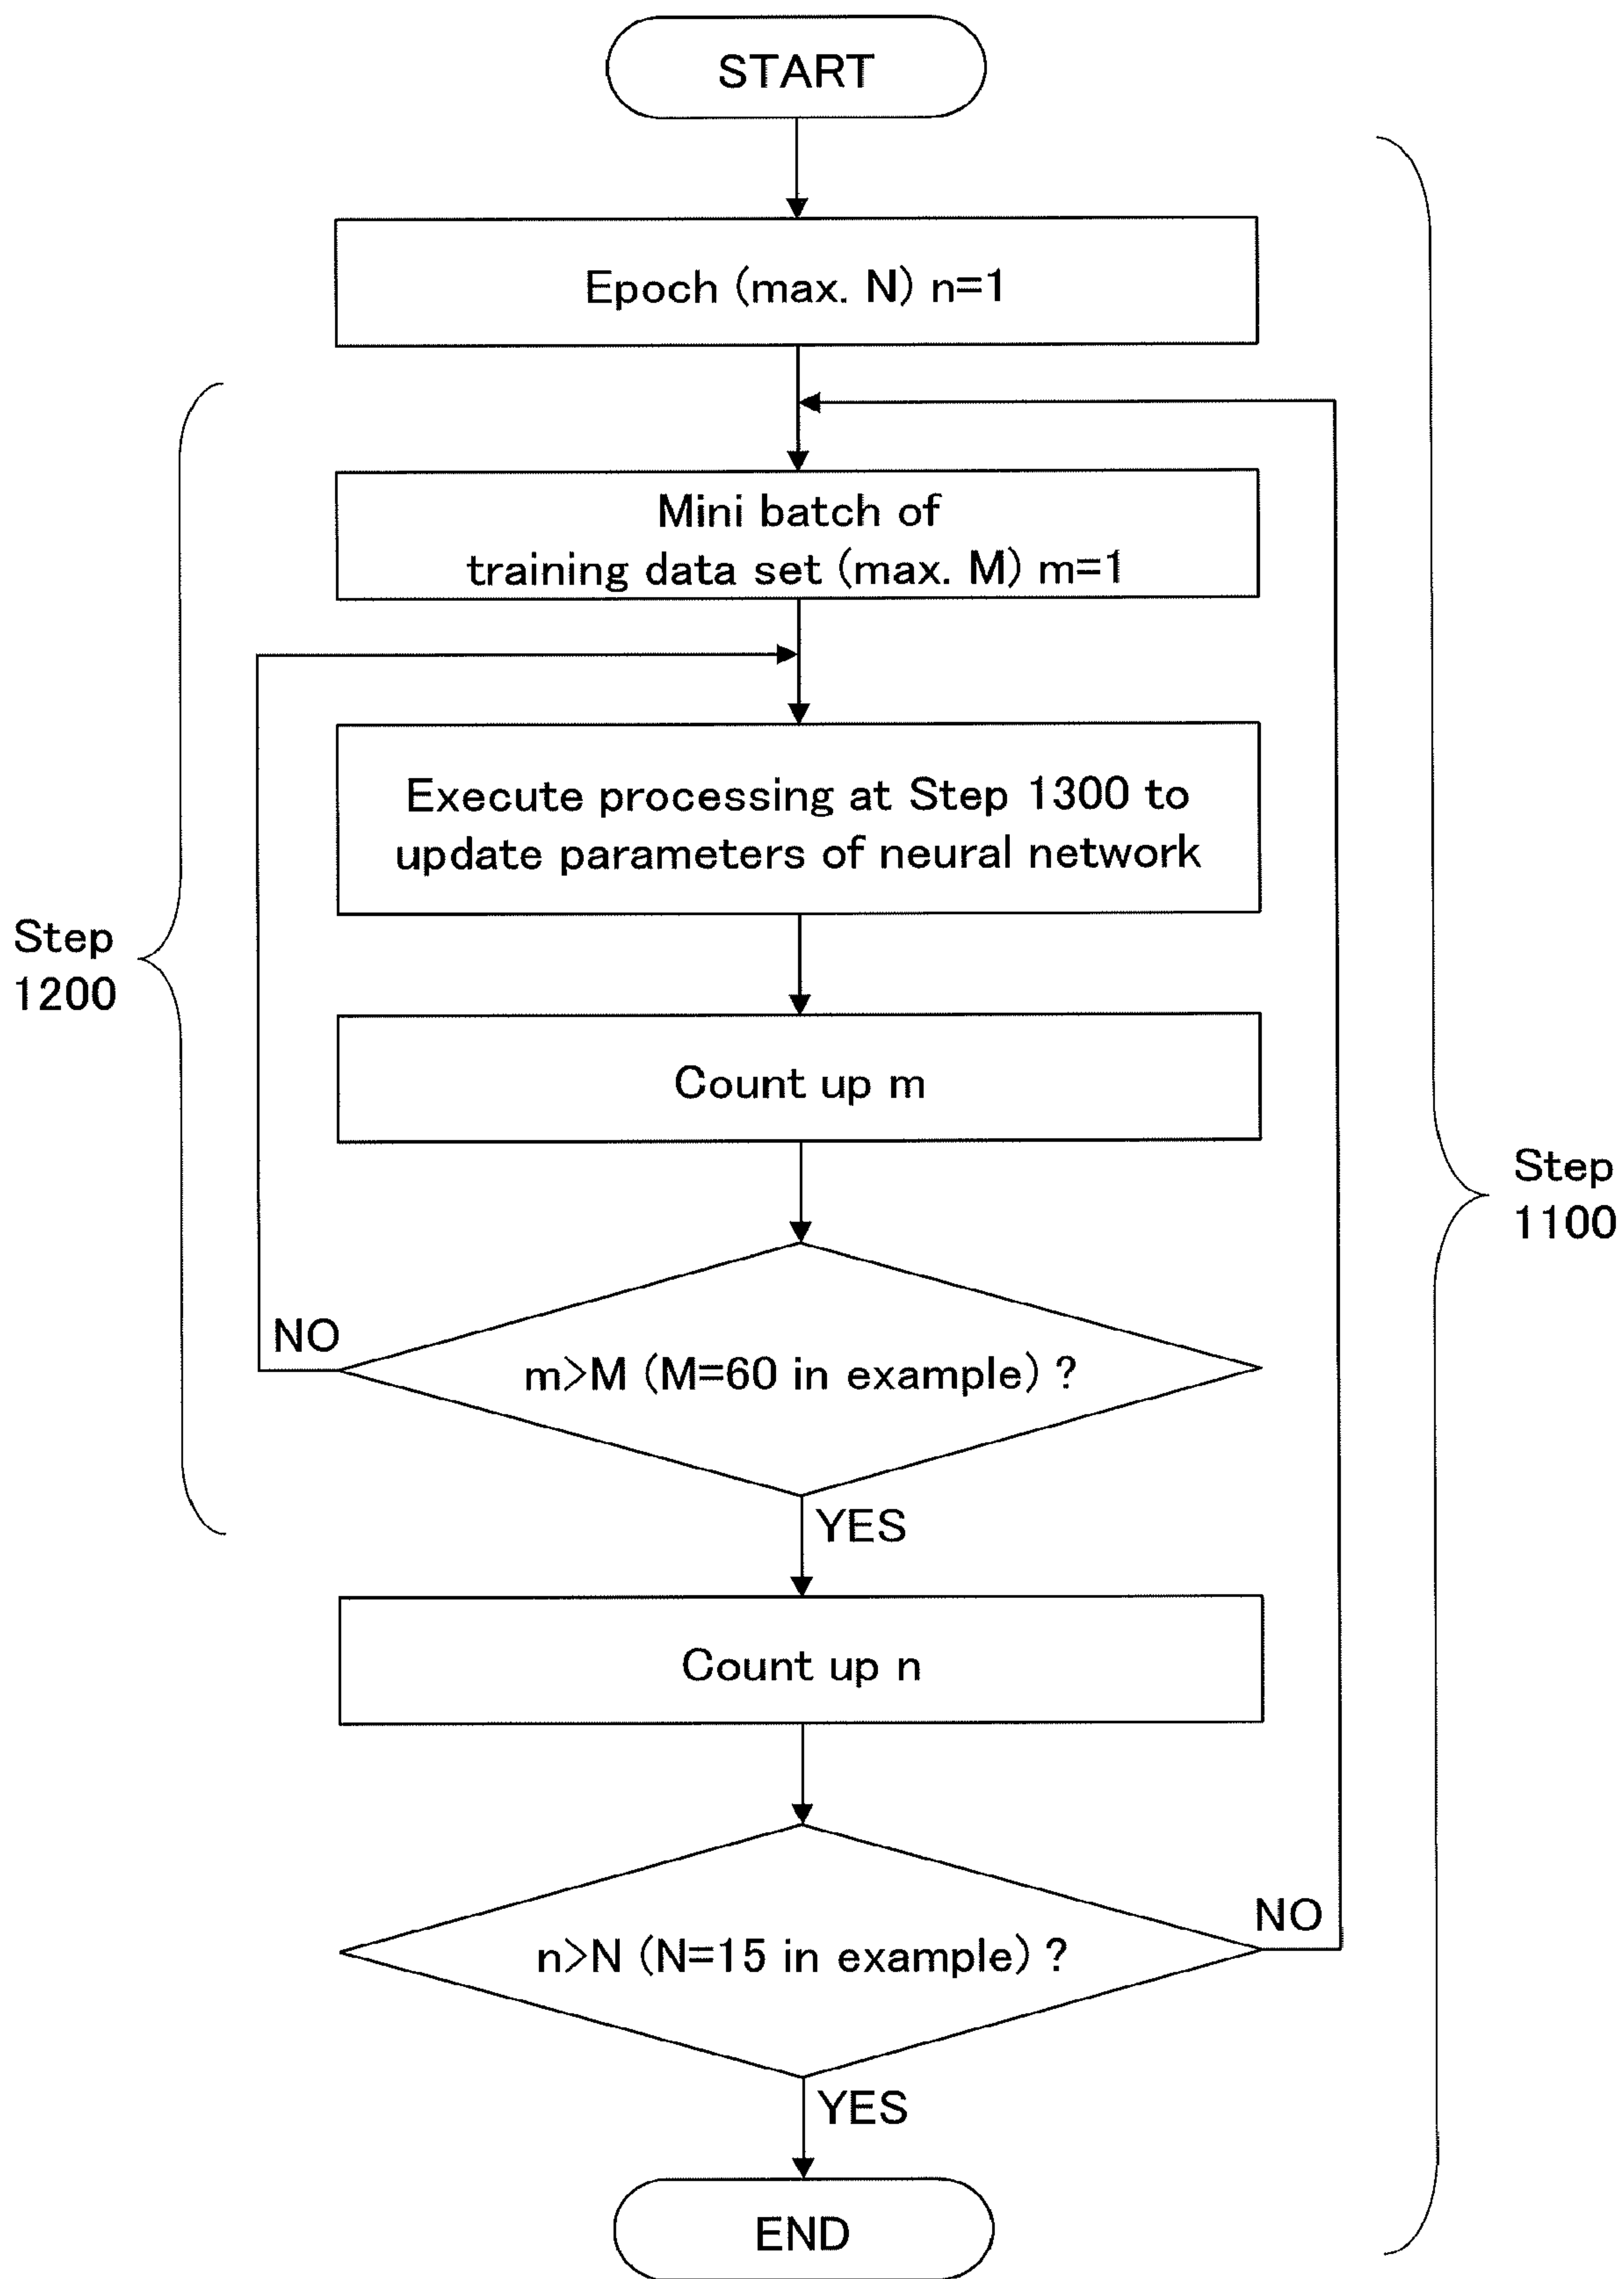 START
Epoch (max. N) n=1
Mini batch of
training data set (max. M) m=1
Execute processing at Step 1300 to
update parameters of neural network
Step
1200
Count up m
Step
1100
NO
m>M (M=60 in example) ?
YES
Count up n
NO
n>N (N=15 in example) ?
YES
END